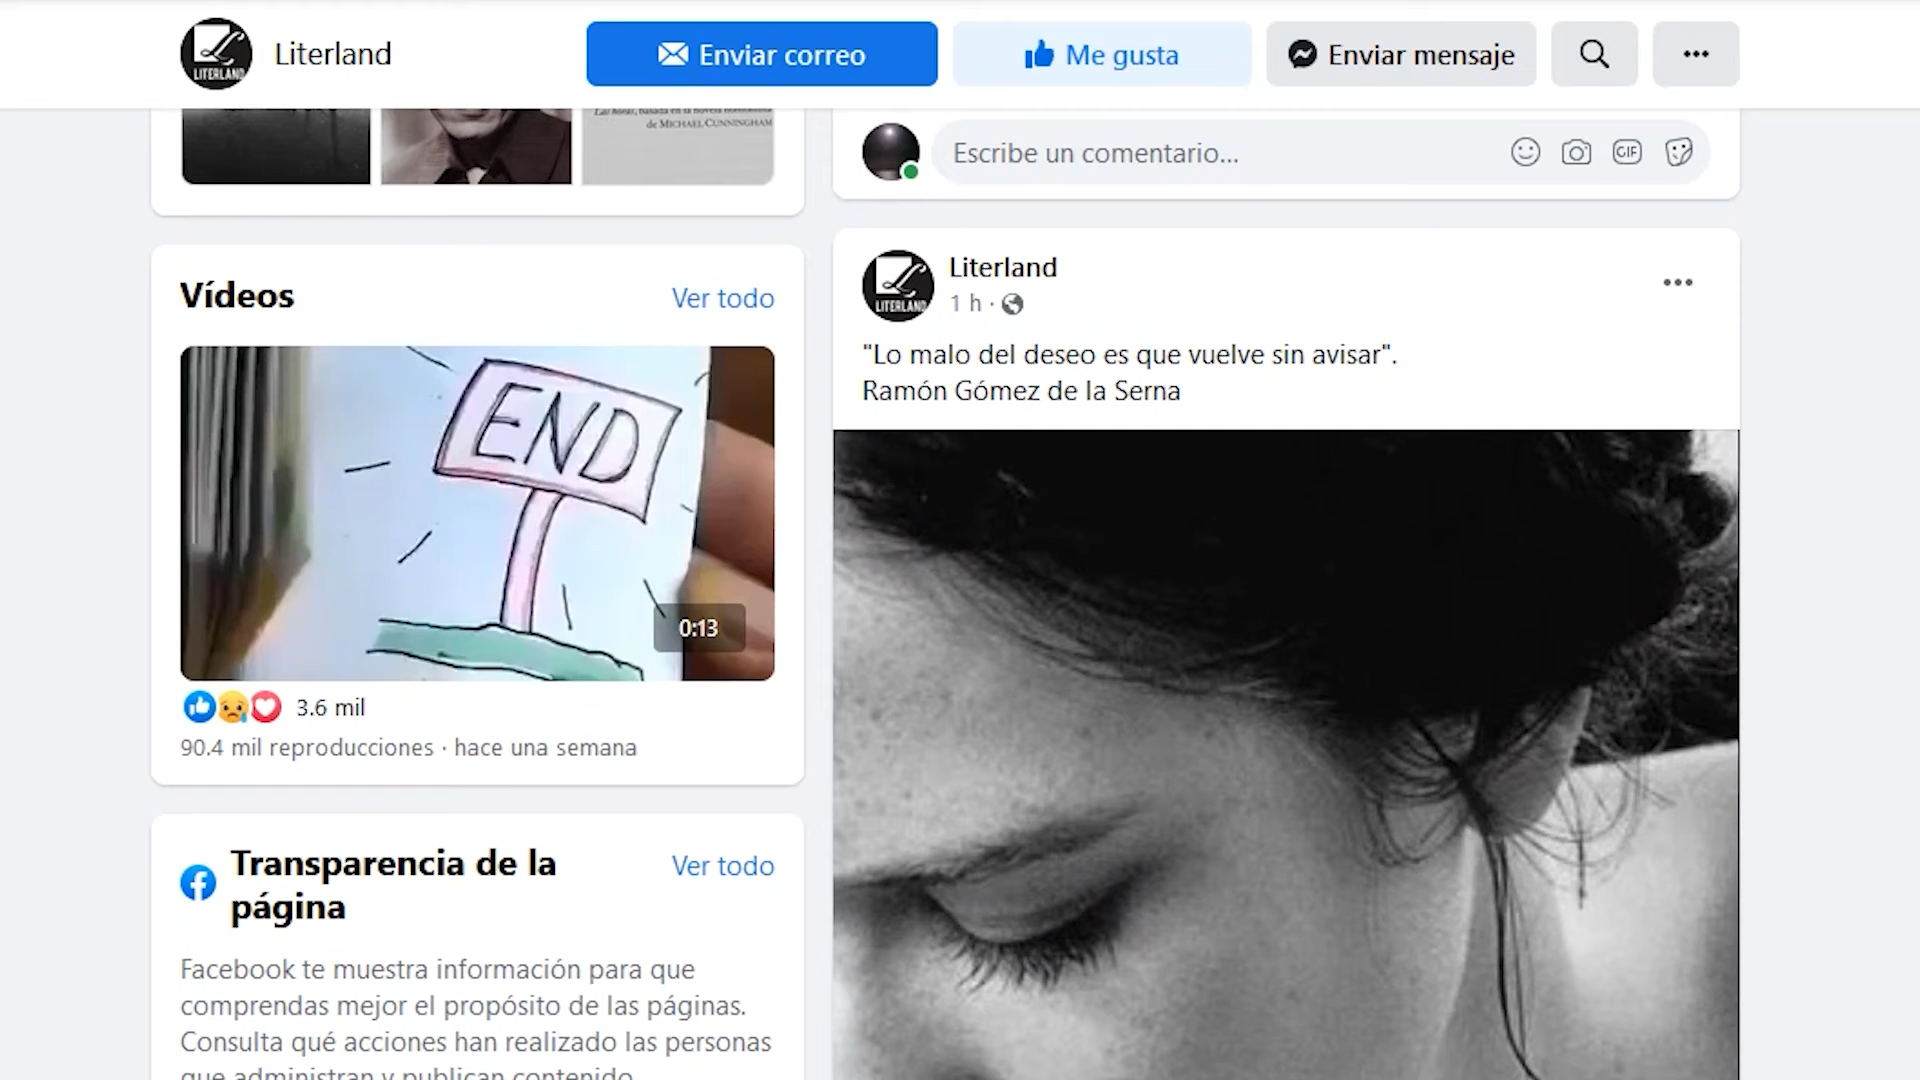 Literland
Enviar correo
Me gusta
Enviar mensaje
LITERLAND
de MICHAEL CUNNINGHAM
Escribe un comentario...
GIF
Vídeos
Ver todo
END
0:13
3.6 mil
90.4 mil reproducciones · hace una semana
Transparencia de la
página
Ver todo
Facebook te muestra información para que
comprendas mejor el propósito de las páginas.
Consulta qué acciones han realizado las personas
que administran y publican contenido.
Literland
LITERLAND
1 h ·
"Lo malo del deseo es que vuelve sin avisar".
Ramón Gómez de la Serna